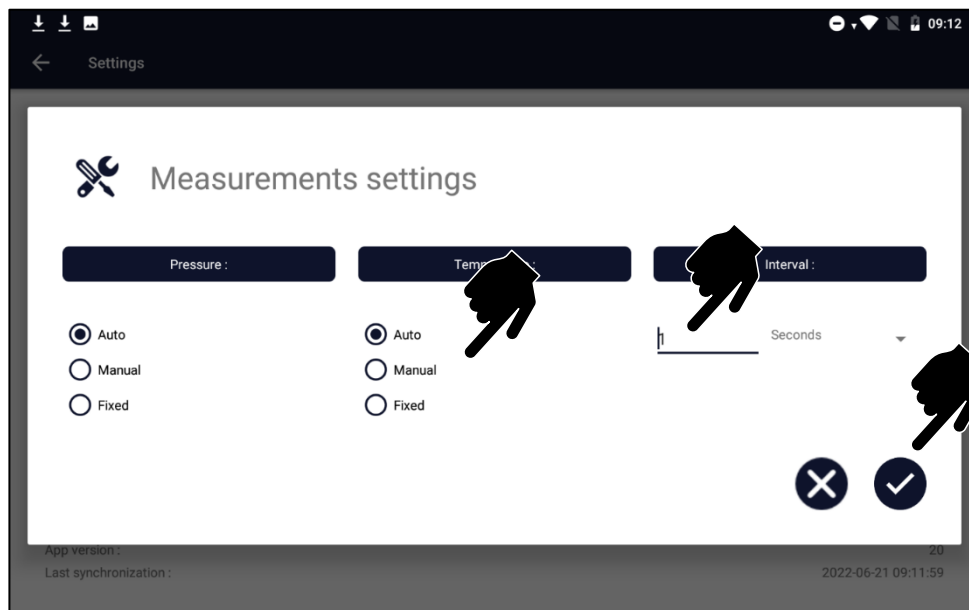 09:12
Settings
Measurements settings
Pressure :
Interval :
Auto
Auto
1
Seconds
Manual
Manual
Fixed
Fixed
App version :
20
Last synchronization :
2022-06-21 09:11:59